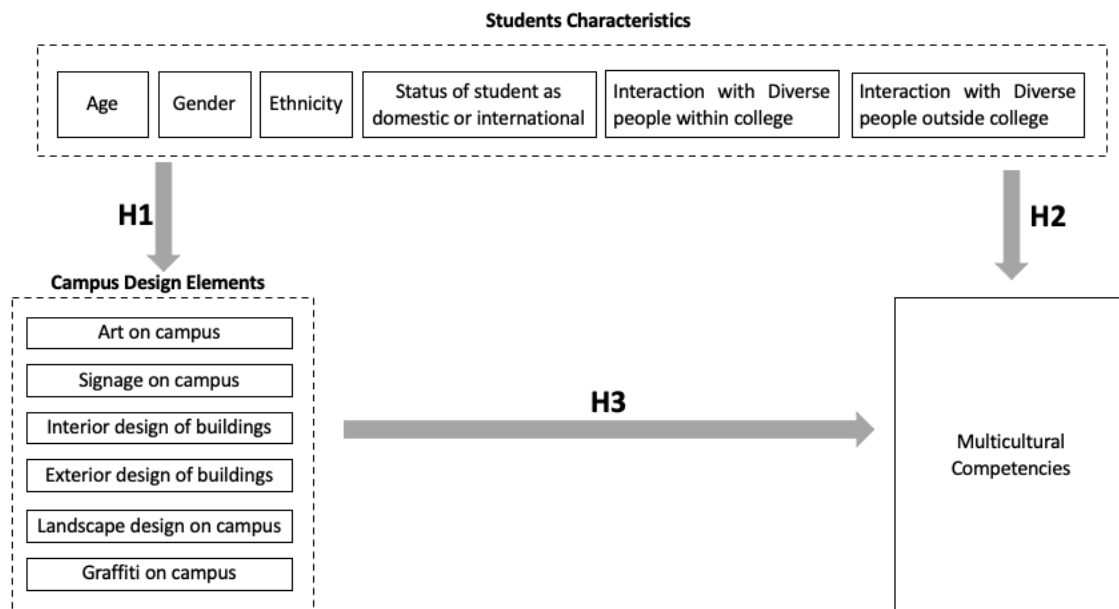 Students Characteristics
Age
Gender
Ethnicity
Status of student as
domestic or international
Interaction with Diverse
people within college
Interaction with Diverse
people outside college
H1
H2
Campus Design Elements
Art on campus
Signage on campus
Interior design of buildings
Exterior design of buildings
Landscape design on campus
Graffiti on campus
H3
Multicultural
Competencies